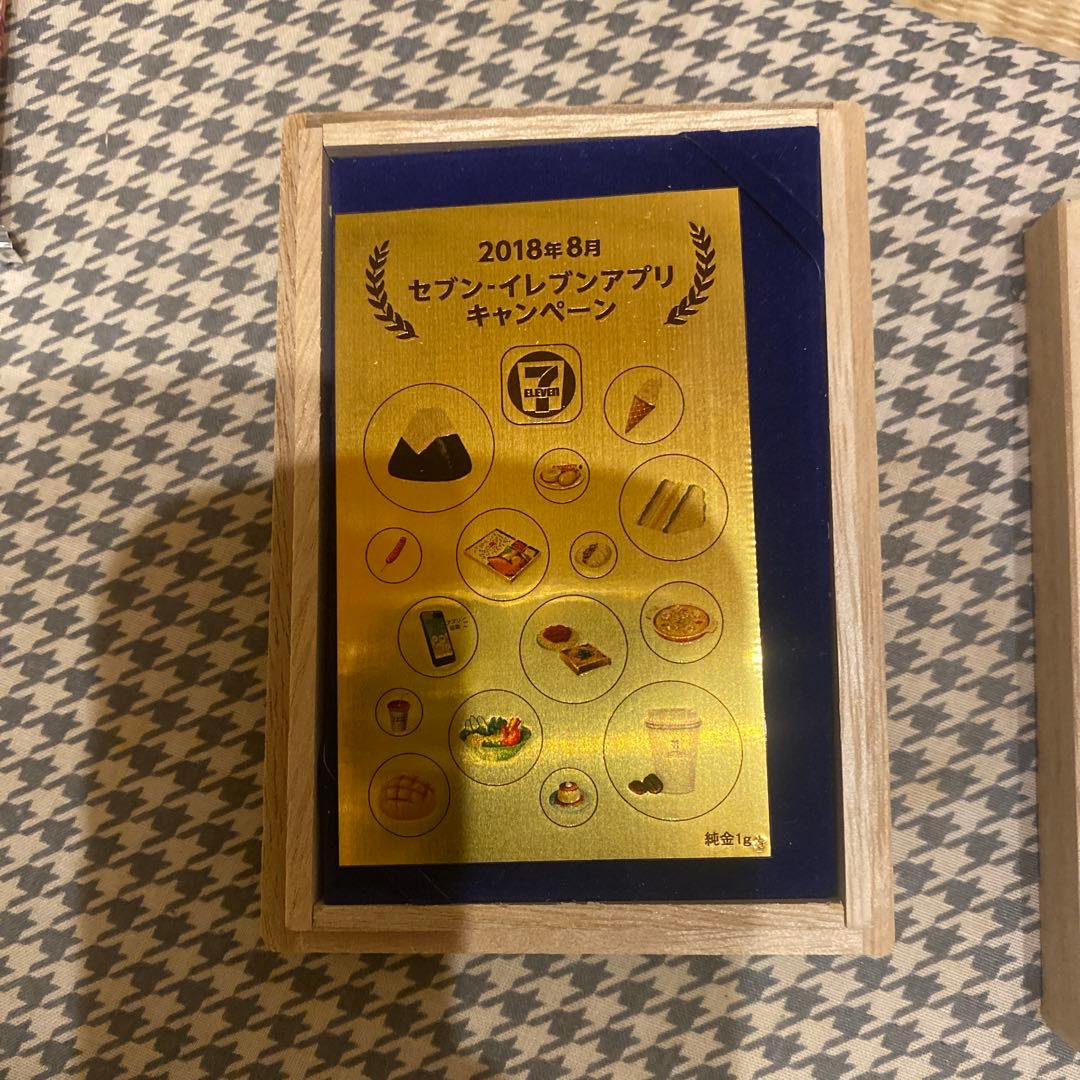 2018年8月
セブン-イレブンアプリ
キャンペーン
7
ELEVEN
純金1g